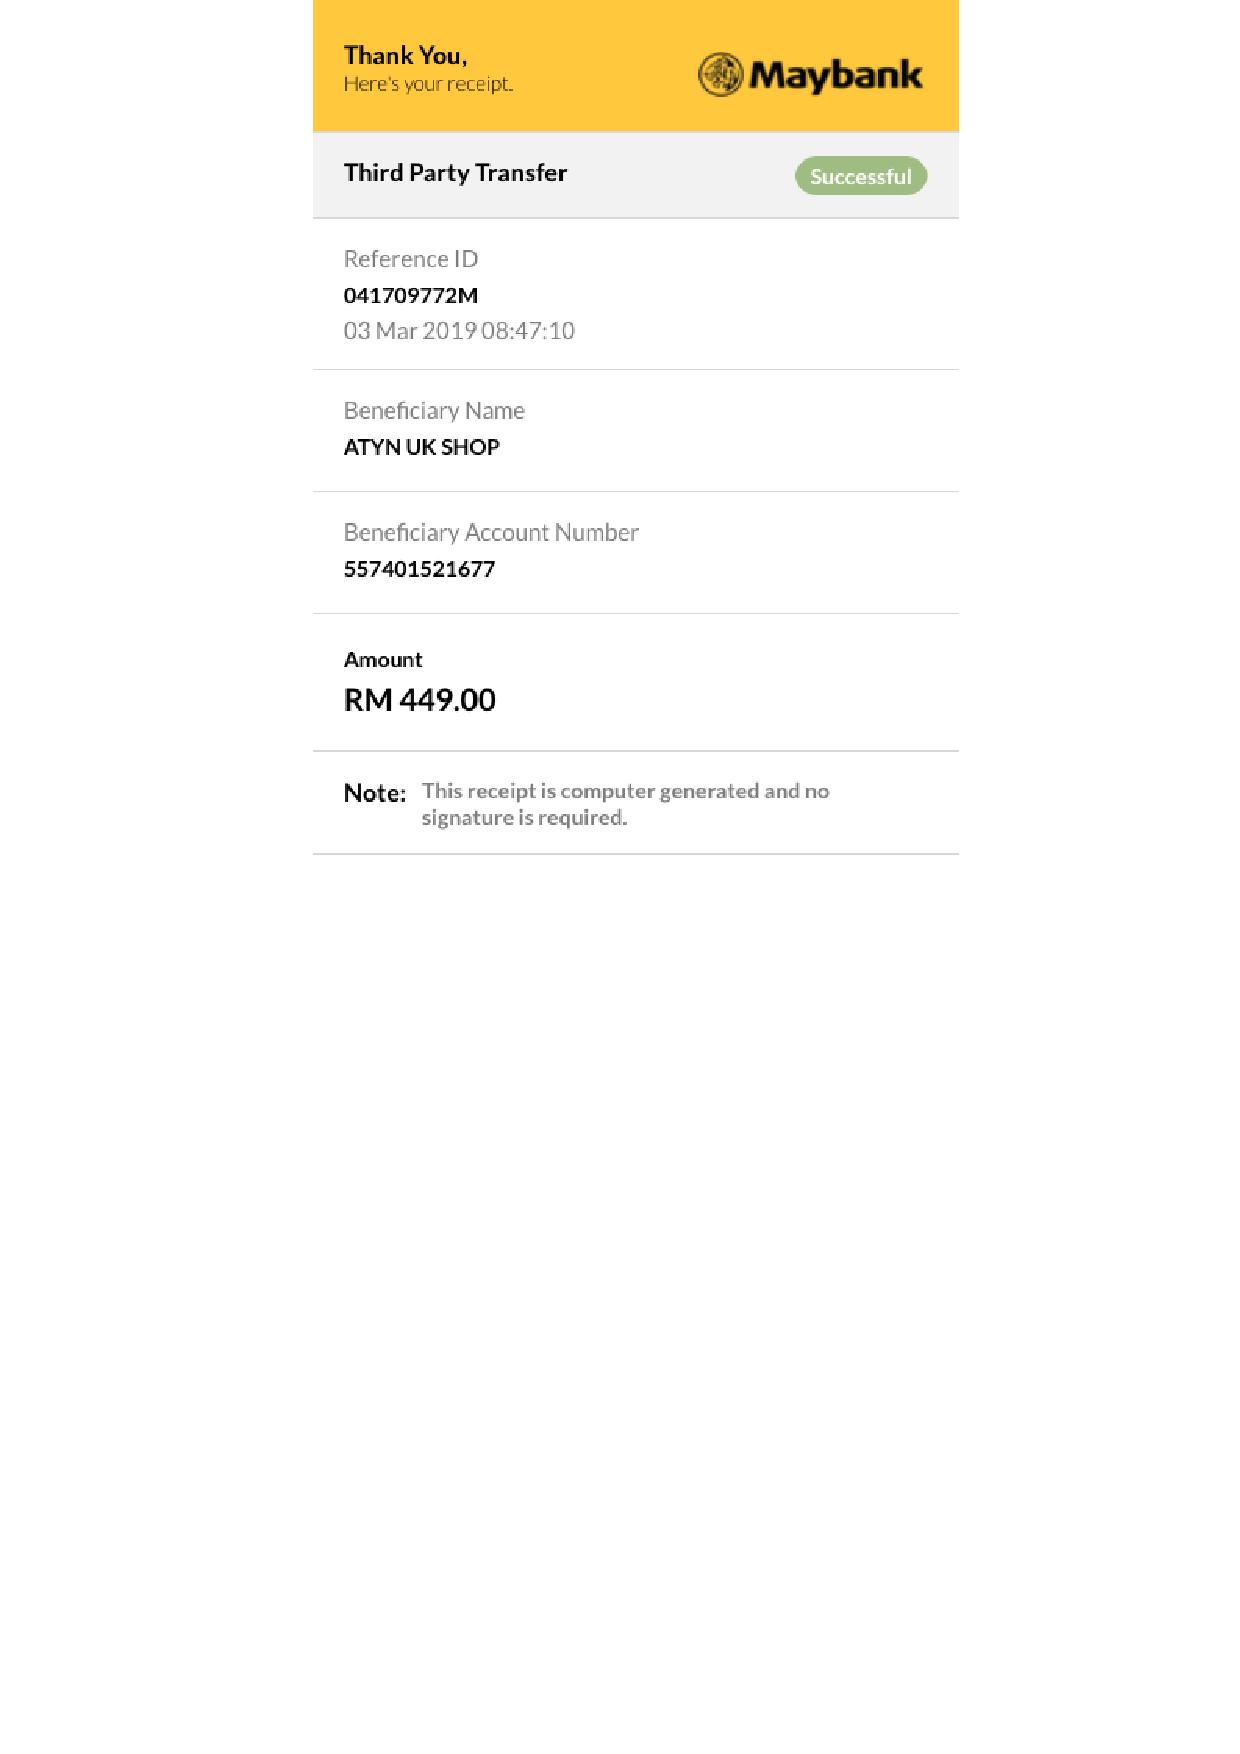 Thank You,
Here's your receipt.
Maybank
Third Party Transfer
Successful
Reference ID
041709772M
03 Mar 2019 08:47:10
Beneficiary Name
ATYN UK SHOP
Beneficiary Account Number
557401521677
Amount
RM 449.00
Note: This receipt is computer generated and no
signature is required.